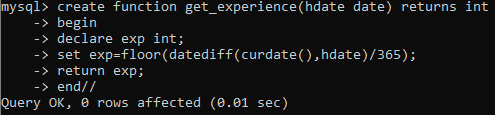 mysql> create function get_experience(hdate date) returns int
    -> begin
    -> declare exp int;
    -> set exp=floor(datediff(curdate(),hdate)/365);
    -> return exp;
    -> end//
Query OK, 0 rows affected (0.01 sec)